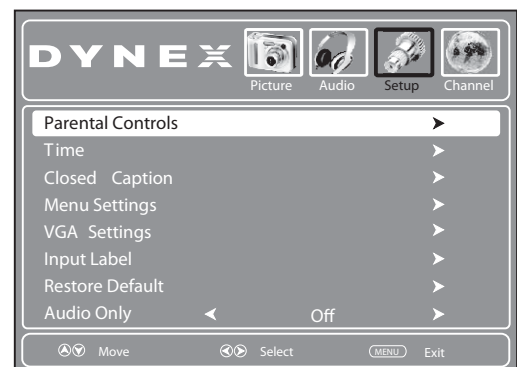 DYNEX
Picture Audio Setup Channel
Parental Controls
Time
Closed Caption
Menu Settings
VGA Settings
Input Label
Restore Default
Audio Only Off
Move Select MENU Exit